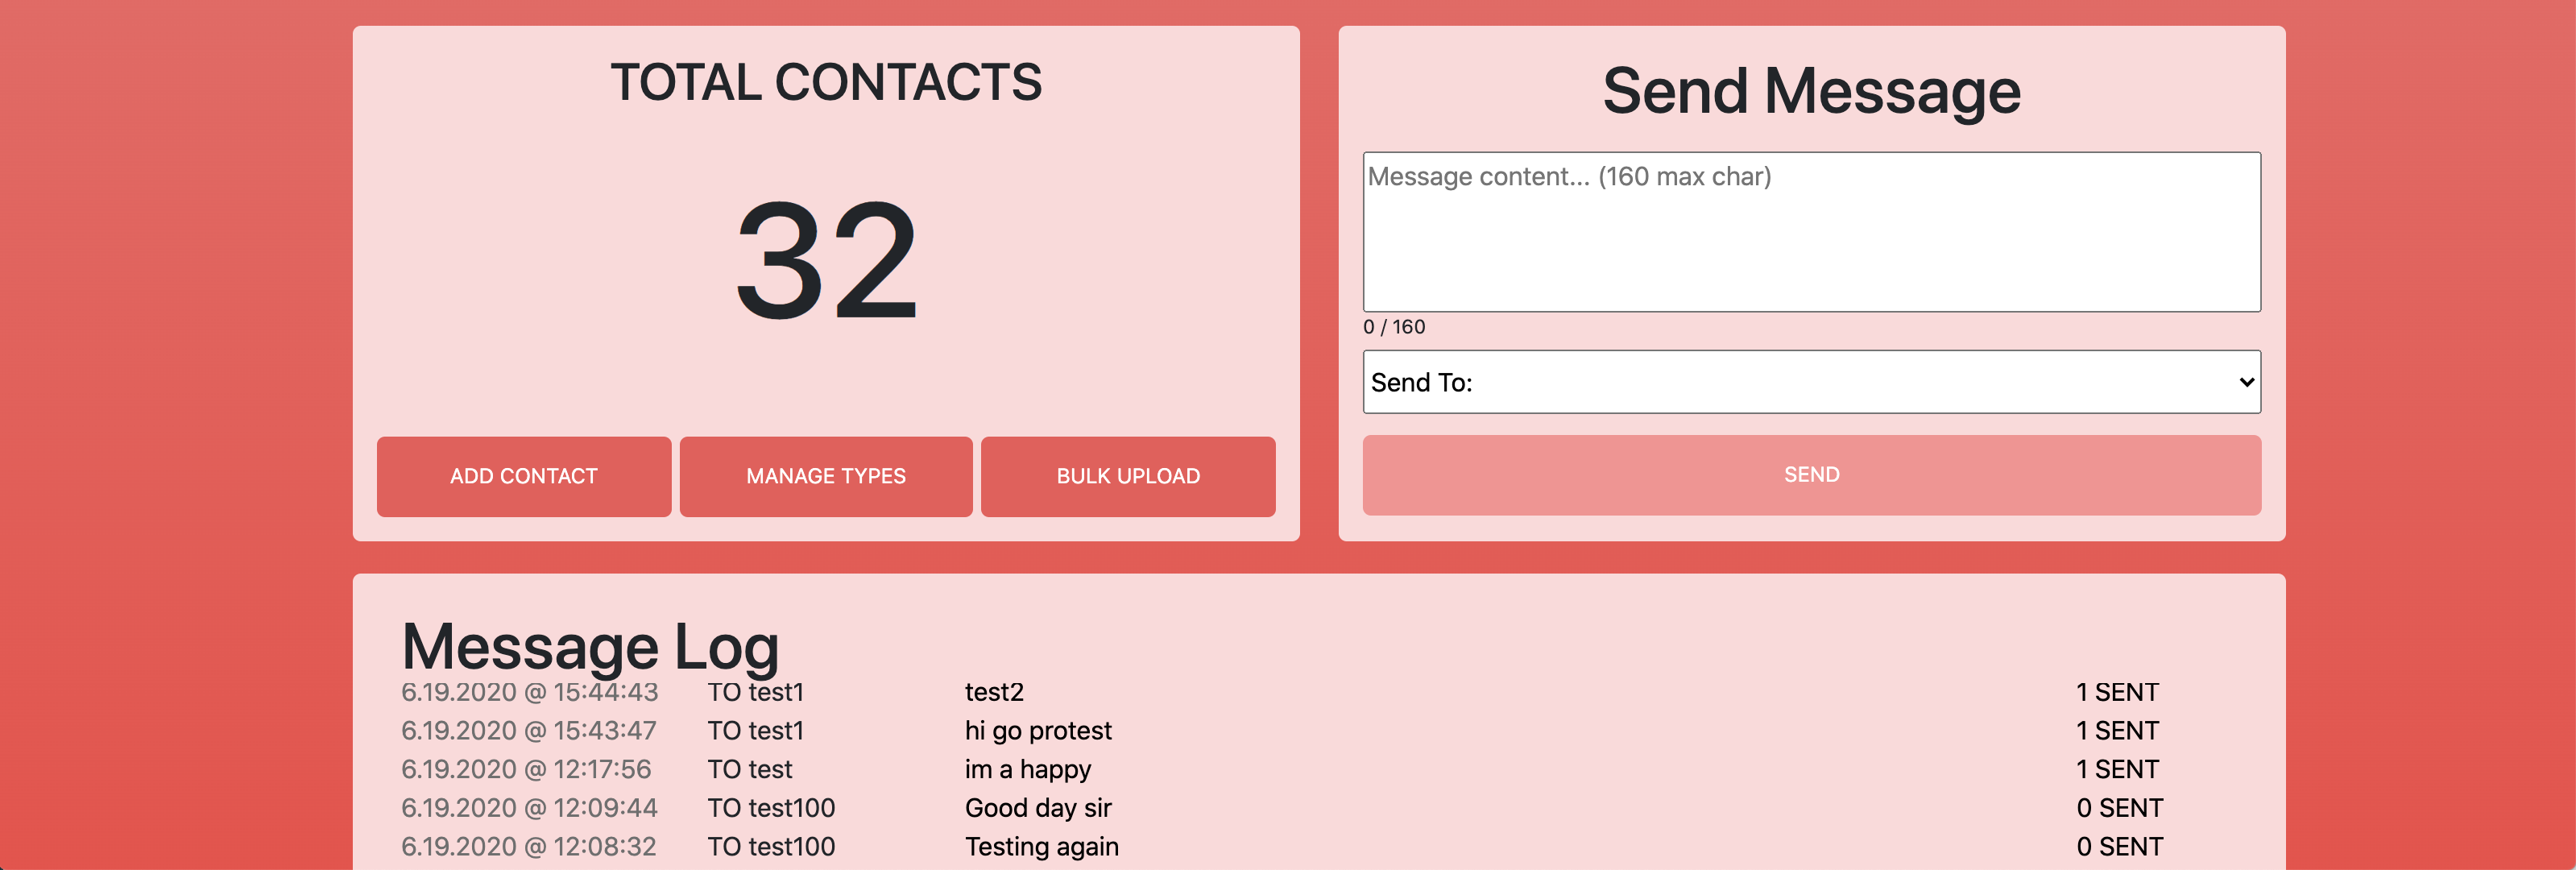 TOTAL CONTACTS
32
ADD CONTACT
MANAGE TYPES
BULK UPLOAD
Send Message
Message content... (160 max char)
0 / 160
Send To:
SEND
Message Log
6.19.2020 @ 15:44:43 TO test1 test2 1 SENT
6.19.2020 @ 15:43:47 TO test1 hi go protest 1 SENT
6.19.2020 @ 12:17:56 TO test im a happy 1 SENT
6.19.2020 @ 12:09:44 TO test100 Good day sir 0 SENT
6.19.2020 @ 12:08:32 TO test100 Testing again 0 SENT